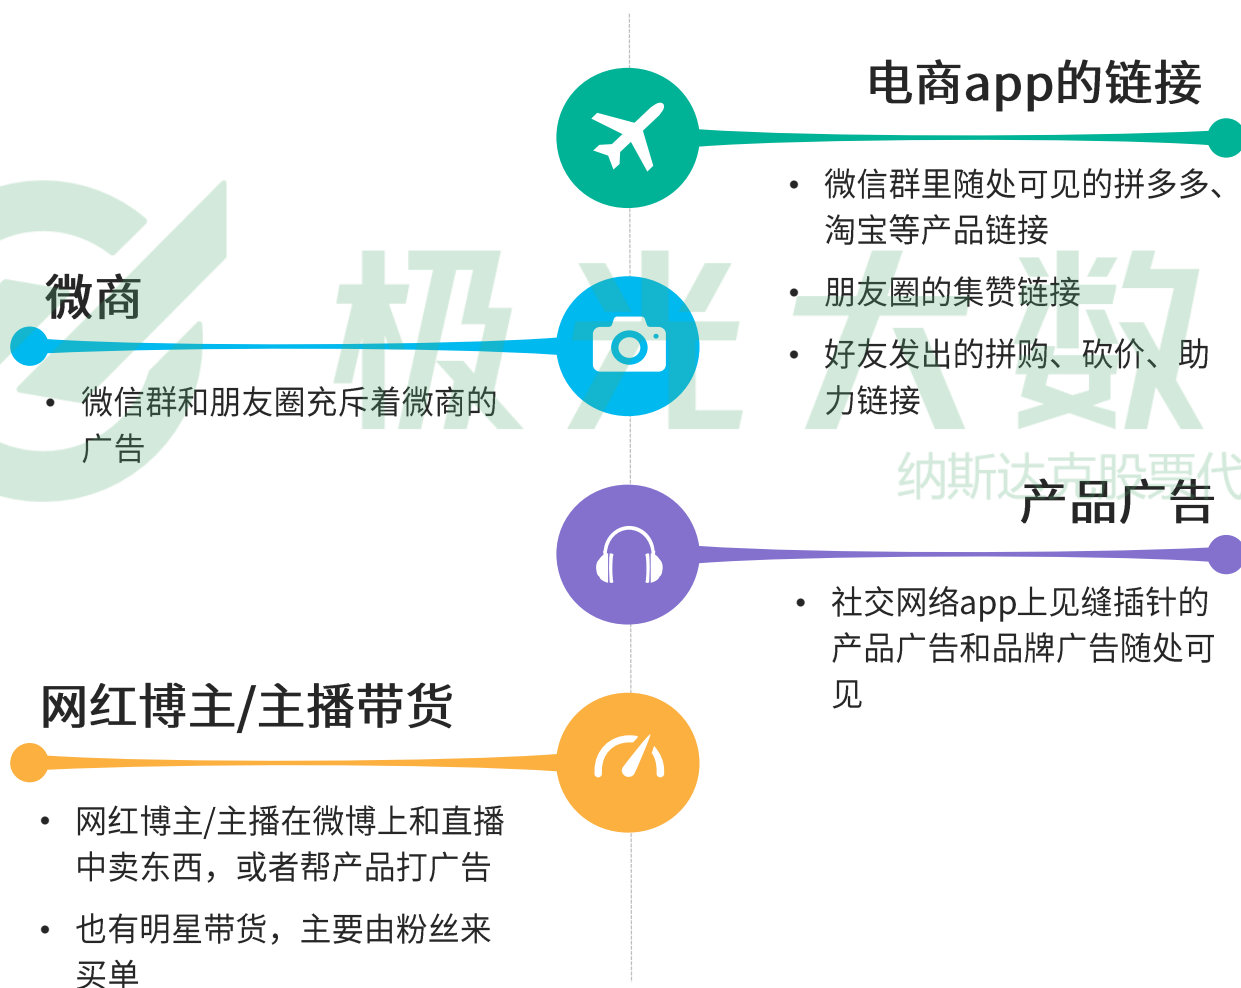 电商app的链接
• 微信群里随处可见的拼多多、
淘宝等产品链接
• 朋友圈的集赞链接
• 好友发出的拼购、砍价、助
力链接
微商
• 微信群和朋友圈充斥着微商的
广告
产品广告
• 社交网络app上见缝插针的
产品广告和品牌广告随处可
见
网红博主/主播带货
• 网红博主/主播在微博上和直播
中卖东西，或者帮产品打广告
• 也有明星带货，主要由粉丝来
买单
极光大数
纳斯达克股票代